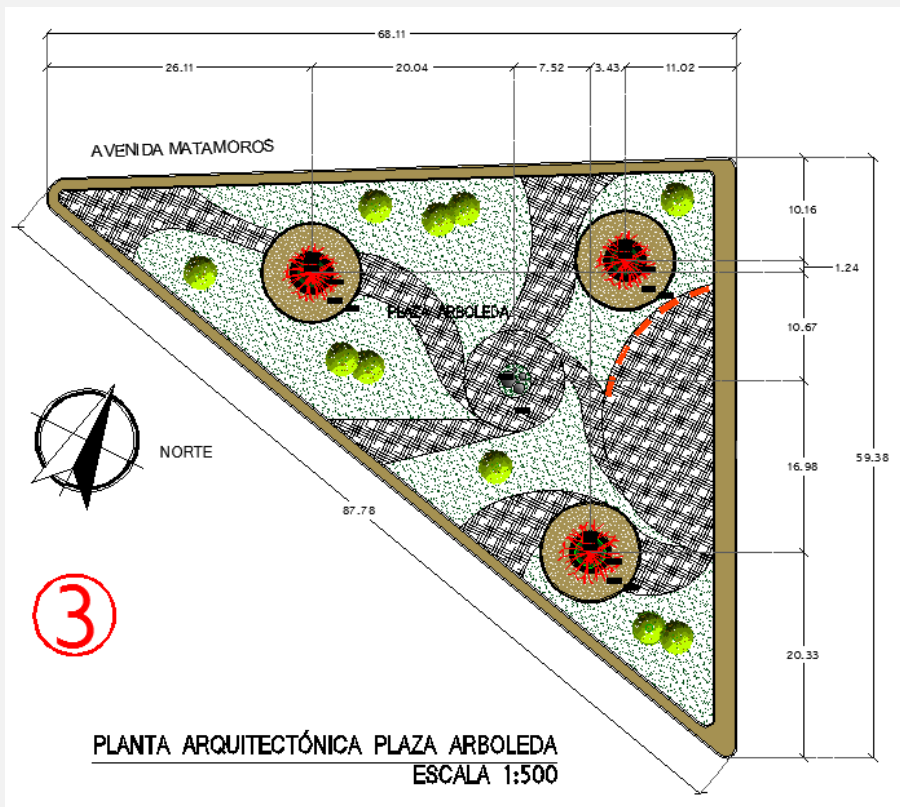 68.11
26.11
20.04
7.52
3.43
11.02
AVENIDA MATAMOROS
10.16
1.24
PLAZA ARBOLEDA
10.67
NORTE
16.98
59.38
87.78
3
20.33
PLANTA ARQUITECTÓNICA PLAZA ARBOLEDA
ESCALA 1:500